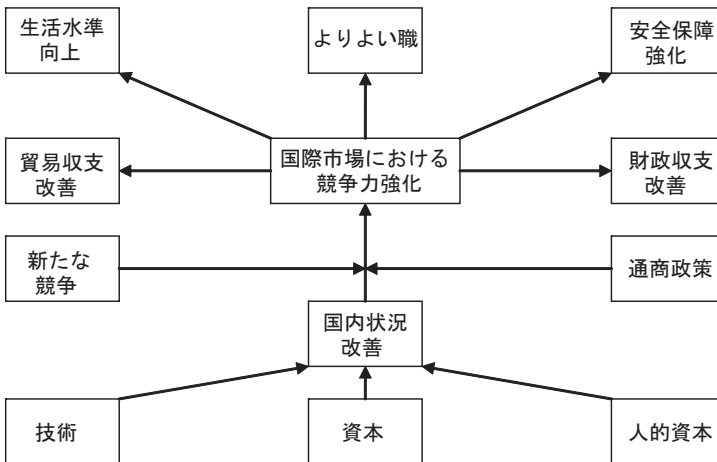 生活水準
向上
よりよい職
安全保障
強化
貿易収支
改善
国際市場における
競争力強化
財政収支
改善
新たな
競争
通商政策
国内状況
改善
技術
資本
人的資本